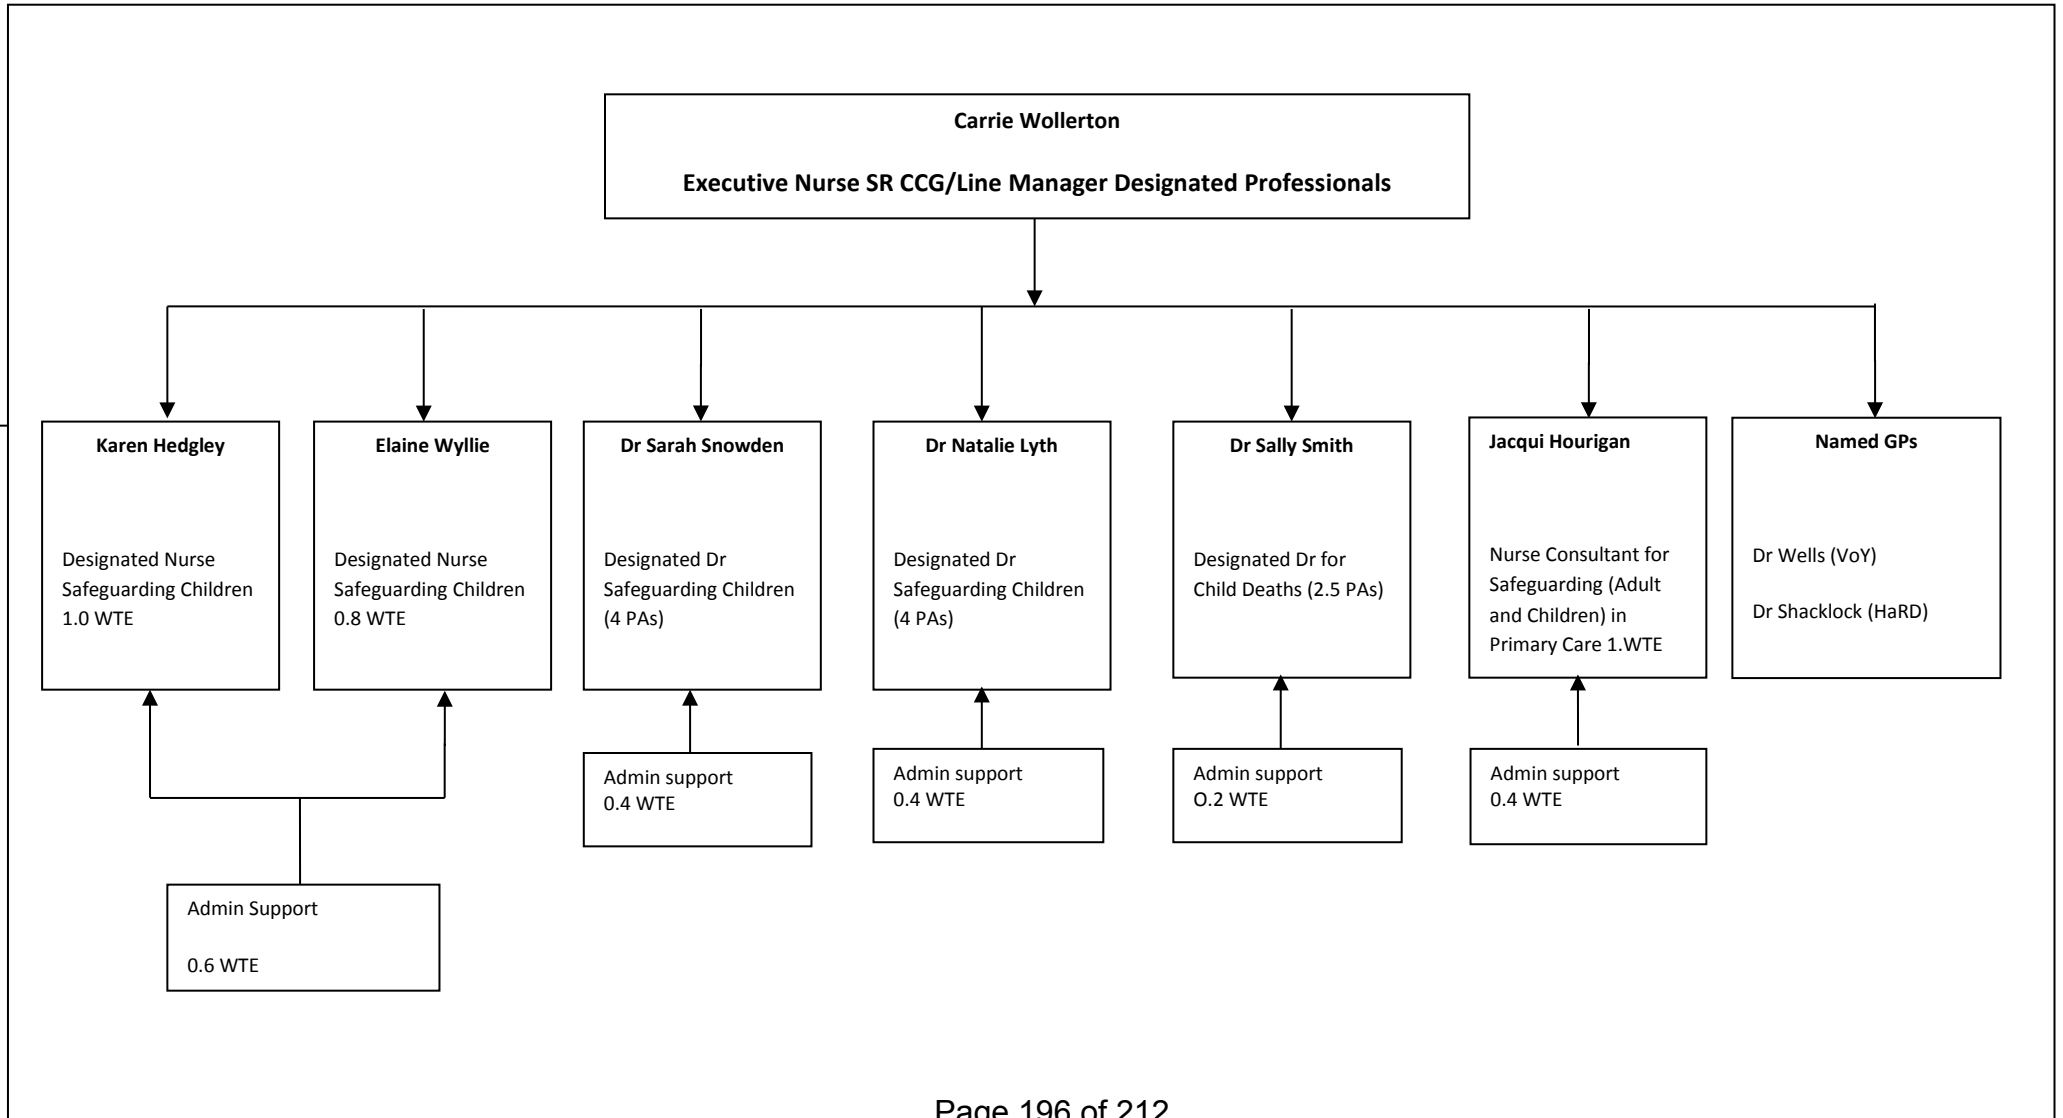 Carrie Wollerton
Executive Nurse SR CCG/Line Manager Designated Professionals
Karen Hedgley
Designated Nurse
Safeguarding Children
1.0 WTE
Elaine Wyllie
Designated Nurse
Safeguarding Children
0.8 WTE
Dr Sarah Snowden
Designated Dr
Safeguarding Children
(4 PAs)
Dr Natalie Lyth
Designated Dr
Safeguarding Children
(4 PAs)
Dr Sally Smith
Designated Dr for
Child Deaths (2.5 PAs)
Jacqui Hourigan
Nurse Consultant for
Safeguarding (Adult
and Children) in
Primary Care 1.WTE
Named GPs
Dr Wells (VoY)
Dr Shacklock (HaRD)
Admin support
0.4 WTE
Admin support
0.4 WTE
Admin support
O.2 WTE
Admin support
0.4 WTE
Admin Support
0.6 WTE
Page 196 of 212